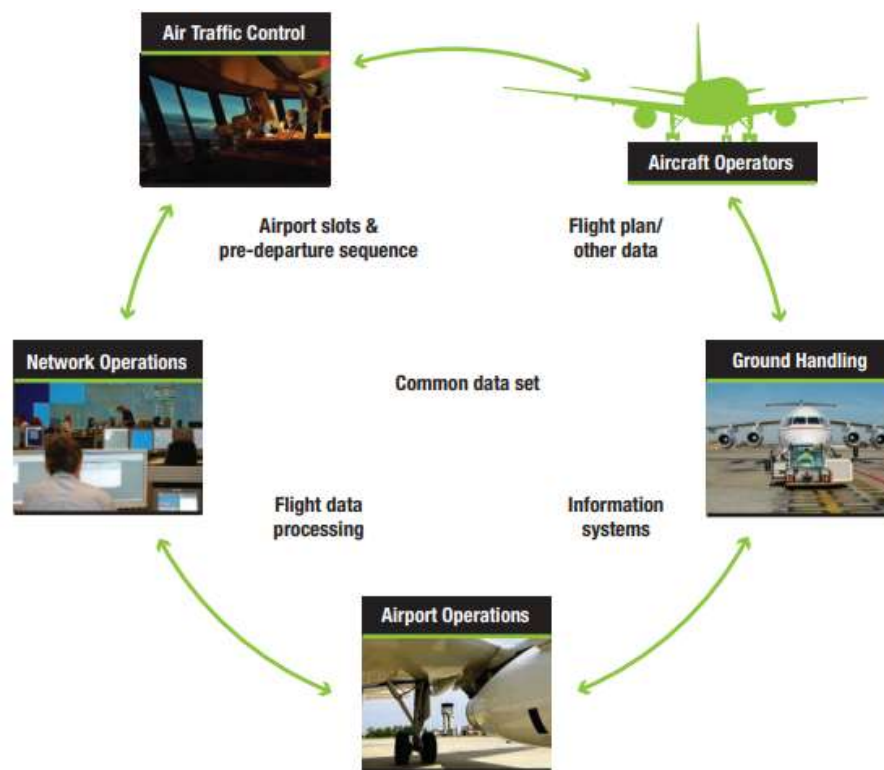 Air Traffic Control
Aircraft Operators
Airport slots &
pre-departure sequence
Flight plan/
other data
Network Operations
Ground Handling
Common data set
Flight data
processing
Information
systems
Airport Operations